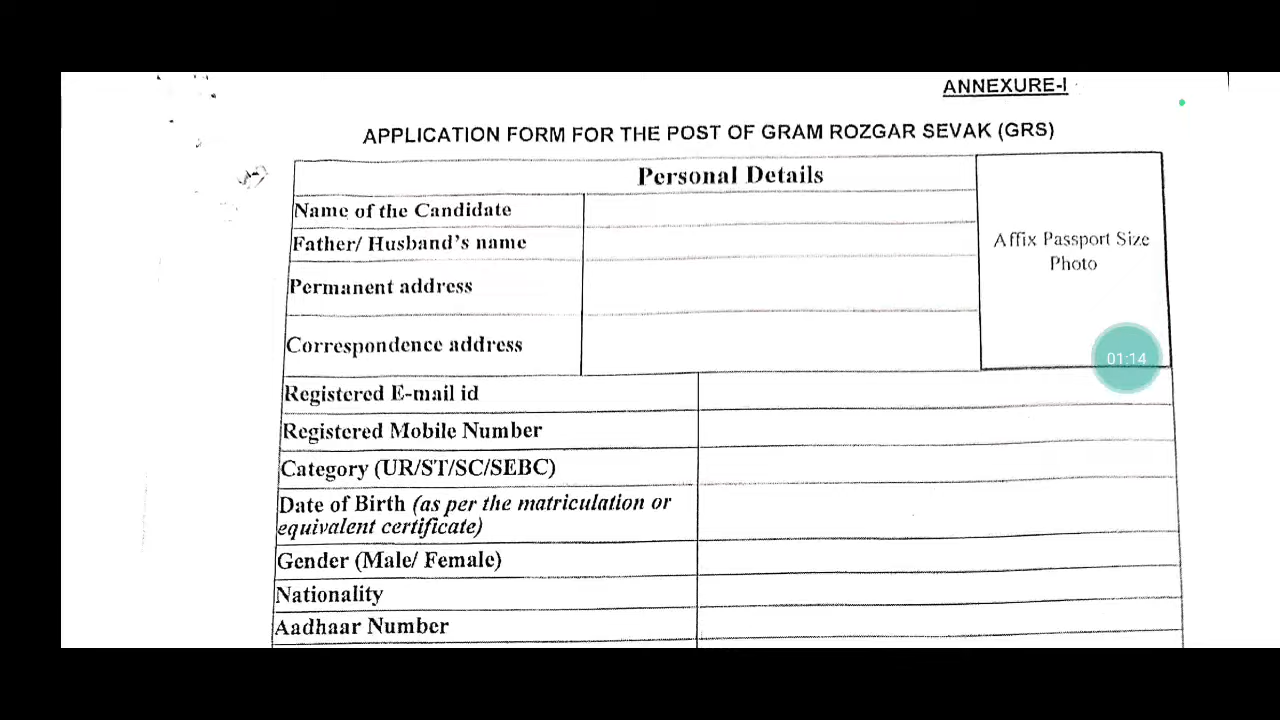 ANNEXURE-I
APPLICATION FORM FOR THE POST OF GRAM ROZGAR SEVAK (GRS)
Personal Details
Name of the Candidate
Father/ Husband's name
Permanent address
Correspondence address
Affix Passport Size
Photo
01:14
Registered E-mail id
Registered Mobile Number
Category (UR/ST/SC/SEBC)
Date of Birth (as per the matriculation or
equivalent certificate)
Gender (Male/ Female)
Nationality
Aadhaar Number